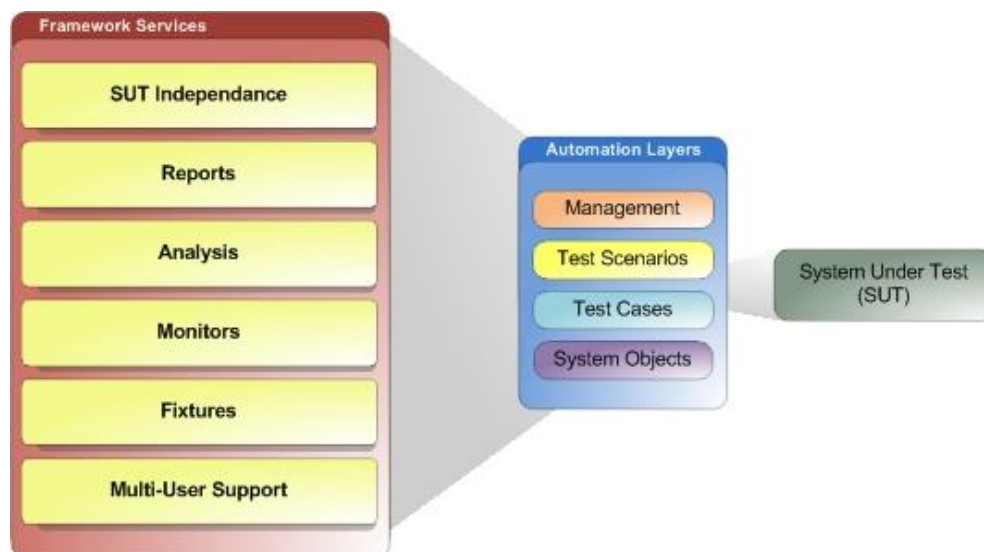 Framework Services
SUT Independance
Reports
Analysis
Monitors
Fixtures
Multi-User Support
Automation Layers
Management
Test Scenarios
Test Cases
System Objects
System Under Test
(SUT)